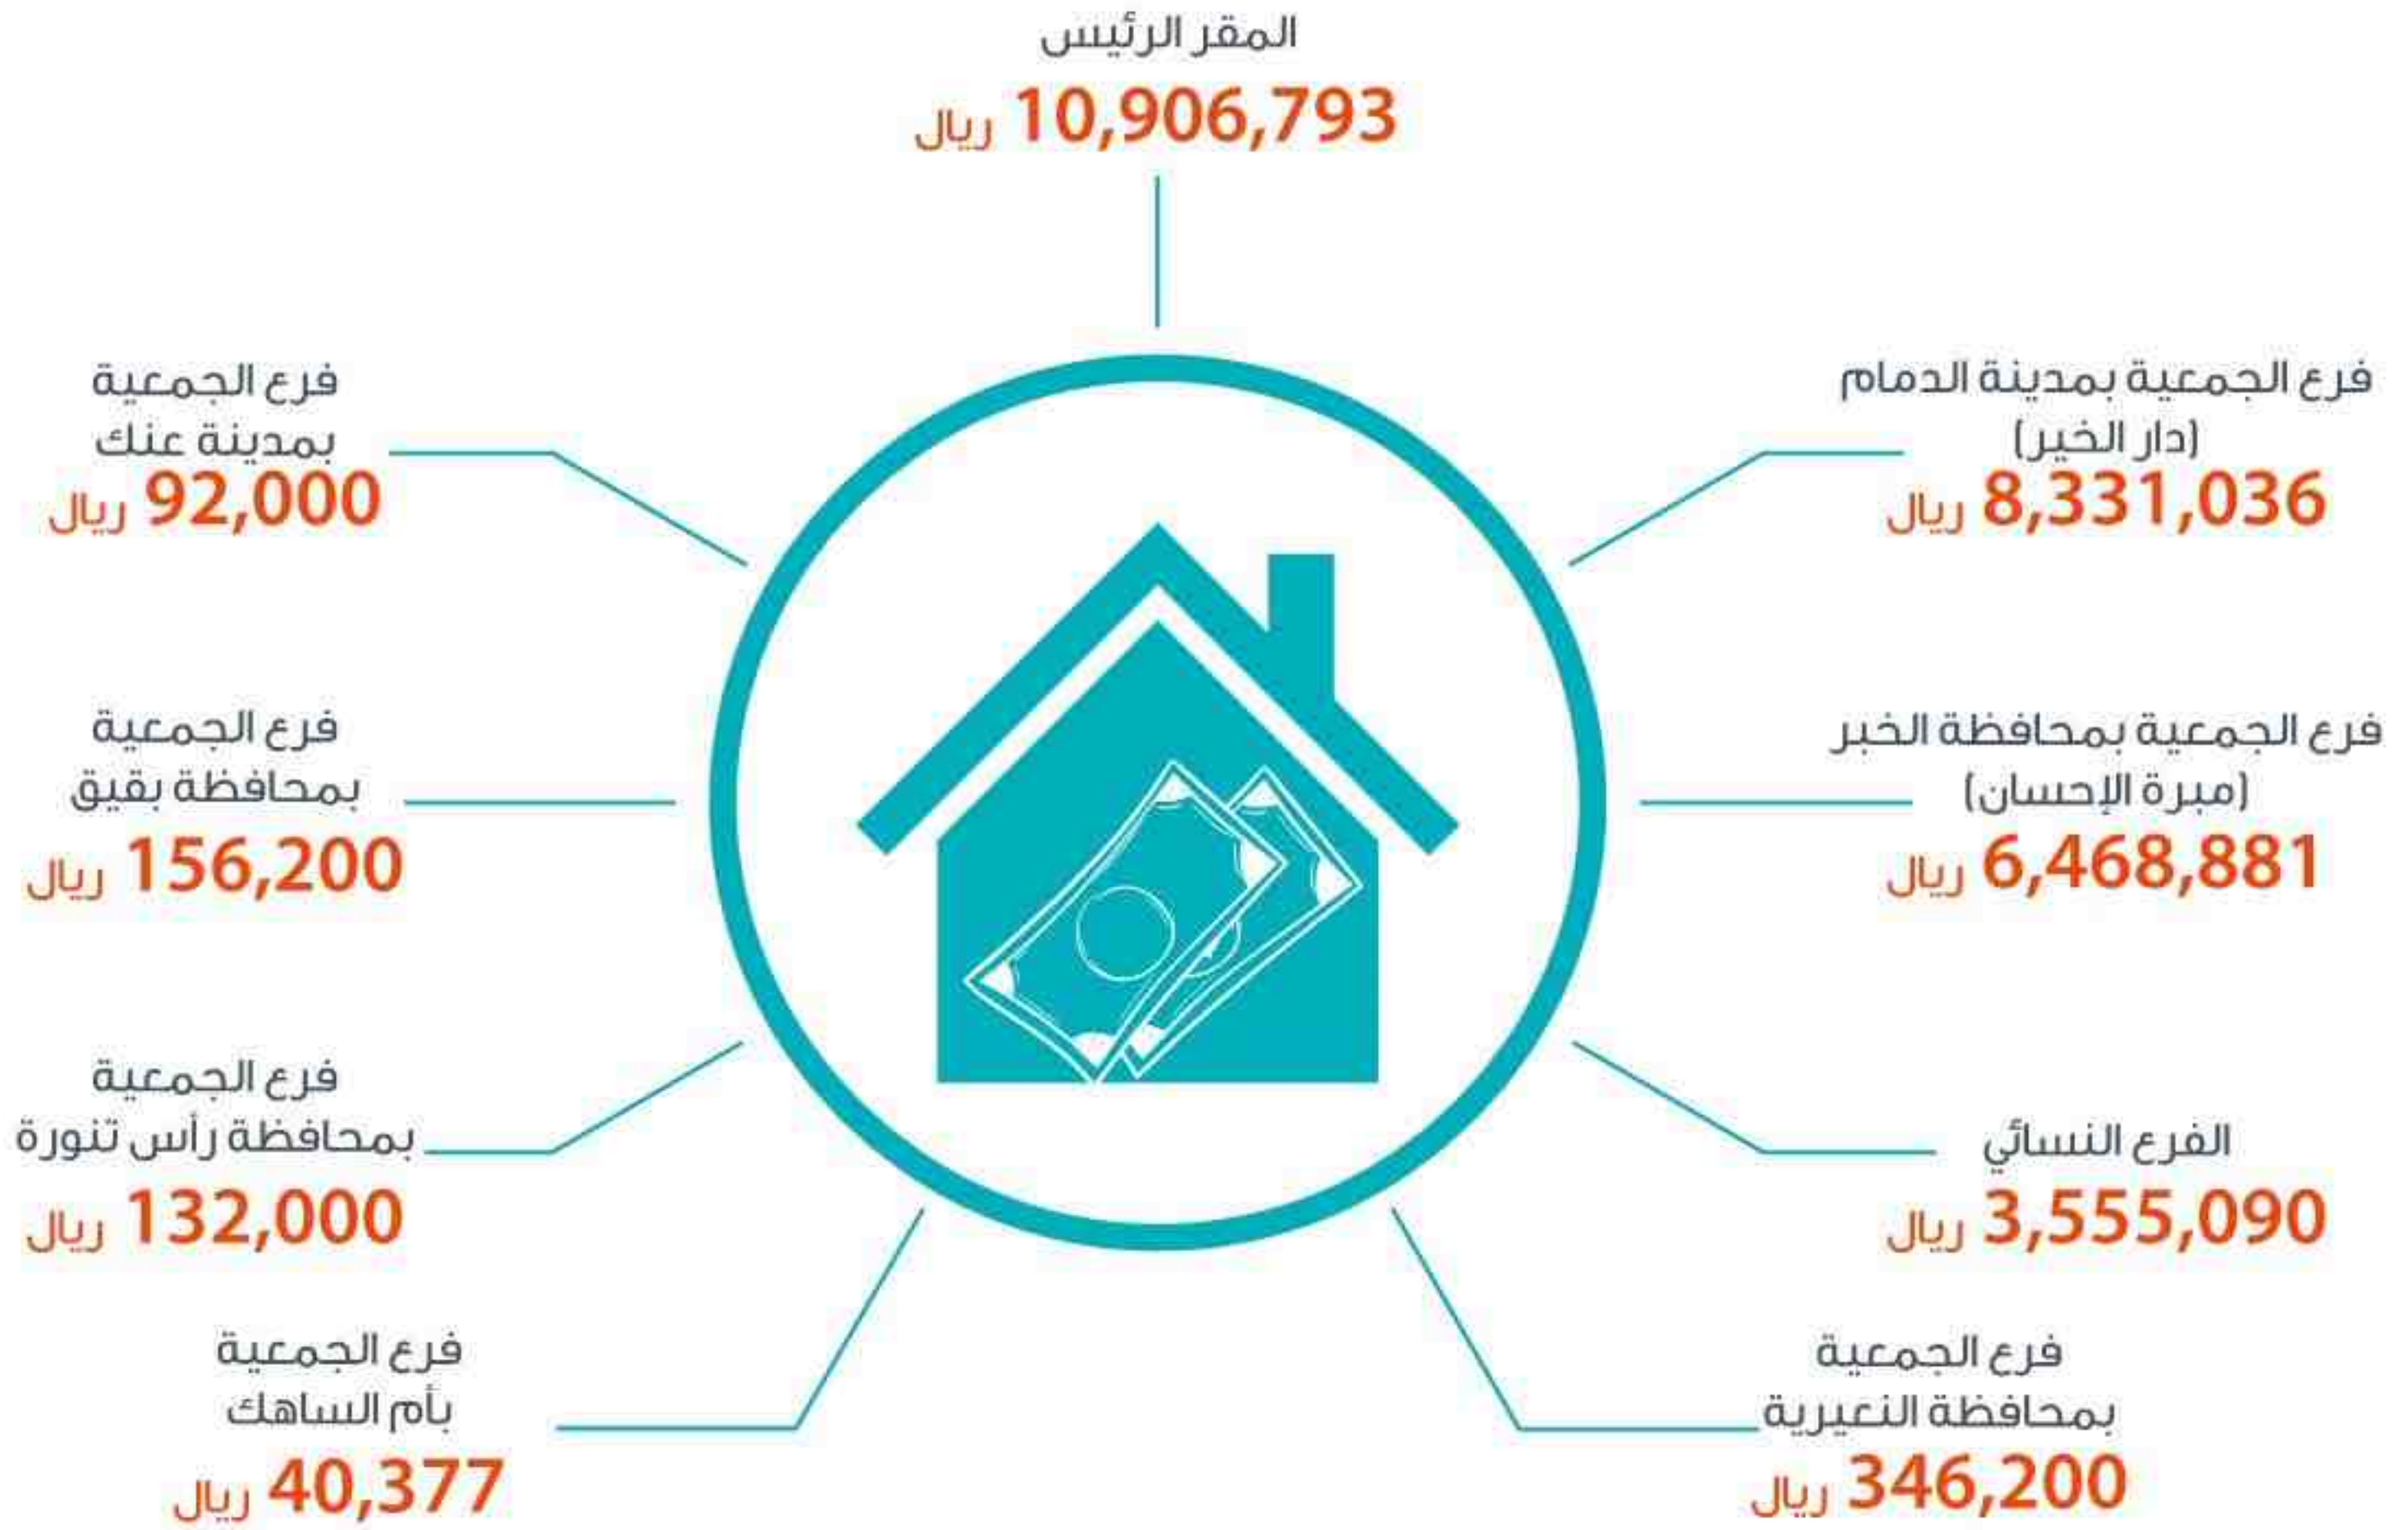 المقر الرئيس
10,906,793 ريال
فرع الجمعية بمدينة الدمام
(دار الخير)
8,331,036 ريال
فرع الجمعية بمحافظة الخبر
(مبرة الإحسان)
6,468,881 ريال
الفرع النسائي
3,555,090 ريال
فرع الجمعية
بمحافظة النعيرية
346,200 ريال
فرع الجمعية
بمدينة عنك
92,000 ريال
فرع الجمعية
بمحافظة بقيق
156,200 ريال
فرع الجمعية
بمحافظة رأس تنورة
132,000 ريال
فرع الجمعية
بأم الساهك
40,377 ريال